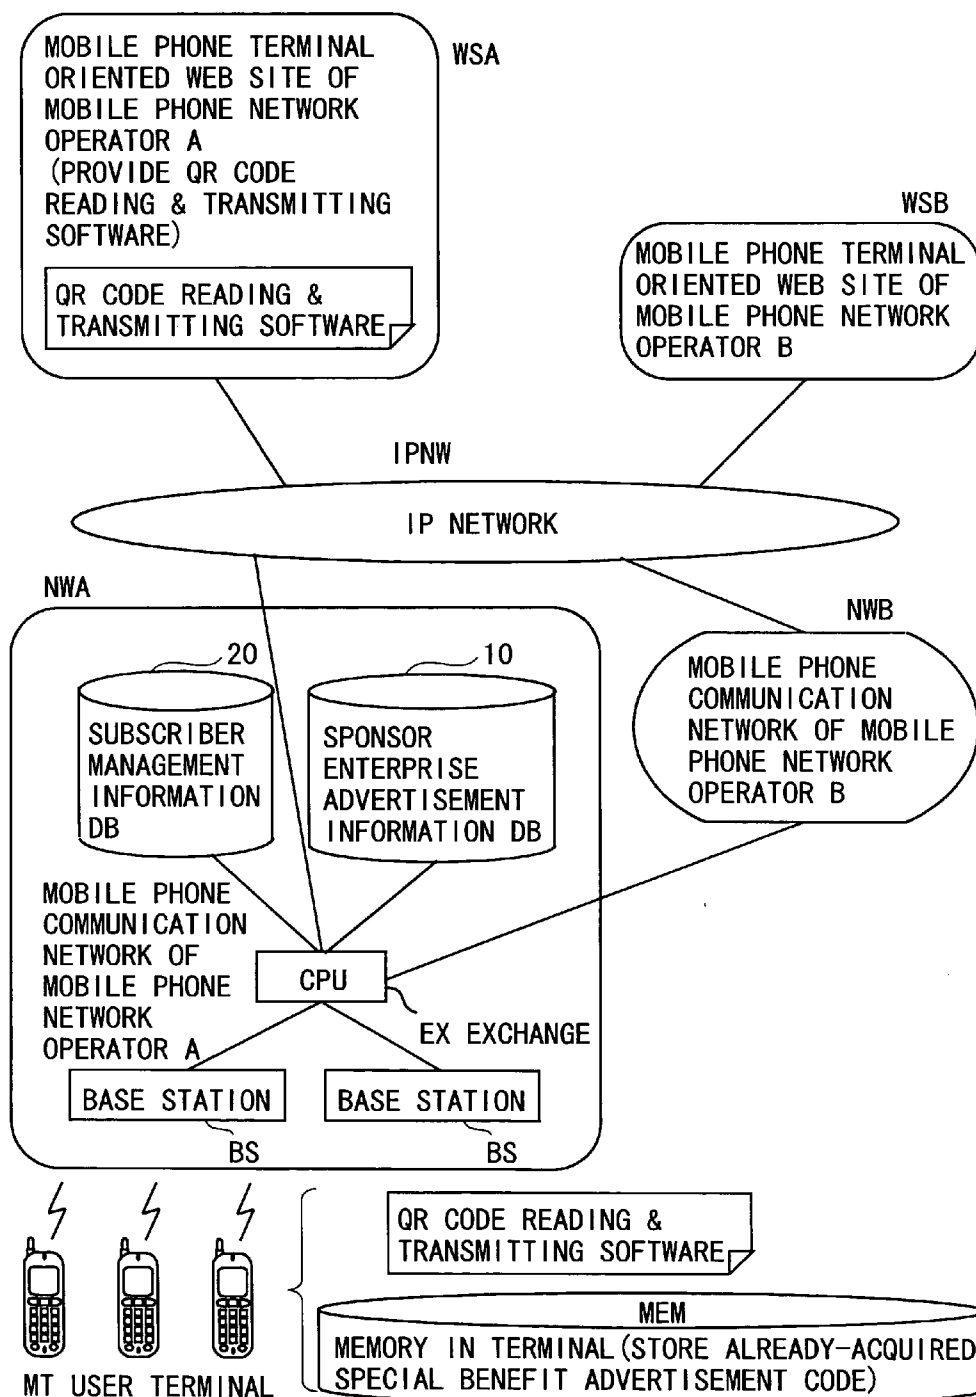 MOBILE PHONE TERMINAL
ORIENTED WEB SITE OF
MOBILE PHONE NETWORK
OPERATOR A
(PROVIDE QR CODE
READING & TRANSMITTING
SOFTWARE)
QR CODE READING &
TRANSMITTING SOFTWARE
WSA
WSB
MOBILE PHONE TERMINAL
ORIENTED WEB SITE OF
MOBILE PHONE NETWORK
OPERATOR B
IPNW
IP NETWORK
NWA
NWB
20
10
SUBSCRIBER
MANAGEMENT
INFORMATION
DB
SPONSOR
ENTERPRISE
ADVERTISEMENT
INFORMATION DB
MOBILE PHONE
COMMUNICATION
NETWORK OF MOBILE
PHONE NETWORK
OPERATOR B
MOBILE PHONE
COMMUNICATION
NETWORK OF
MOBILE PHONE
NETWORK
OPERATOR A
CPU
EX EXCHANGE
BASE STATION
BASE STATION
BS
BS
QR CODE READING &
TRANSMITTING SOFTWARE
MEM
MEMORY IN TERMINAL(STORE ALREADY-ACQUIRED
SPECIAL BENEFIT ADVERTISEMENT CODE)
MT USER TERMINAL